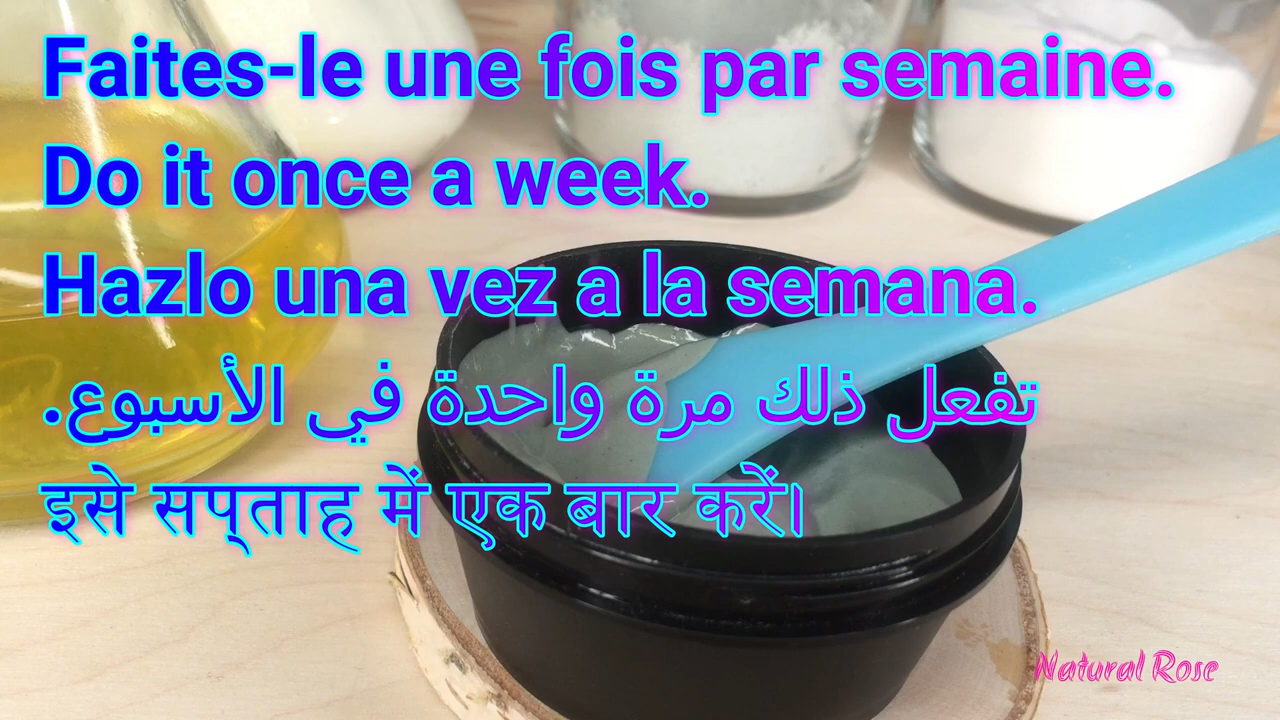 Faites-le une fois par semaine.
Do it once a week.
Hazlo una vez a la semana.
تفعل ذلك مرة واحدة في الأسبوع.
इसे सप्ताह में एक बार करें।
Natural Rose